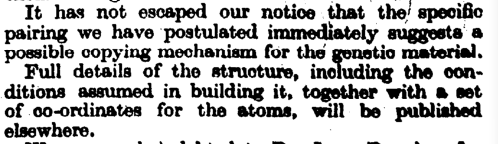 It has not escaped our notice that the specific
pairing we have postulated immediately suggests a
possible copying mechanism for the genetic material.
Full details of the structure, including the con-
ditions assumed in building it, together with a set
of co-ordinates for the atoms, will be published
elsewhere.